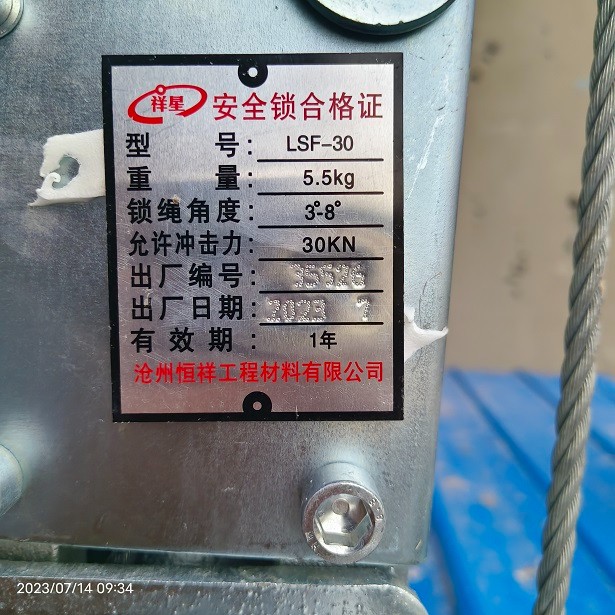 祥星 安全锁合格证
型 号: LSF-30
重 量: 5.5kg
锁绳角度: 3°-8°
允许冲击力: 30KN
出厂编号: 35526
出厂日期: 2023 7
有效期: 1年
沧州恒祥工程材料有限公司
2023/07/14 09:34